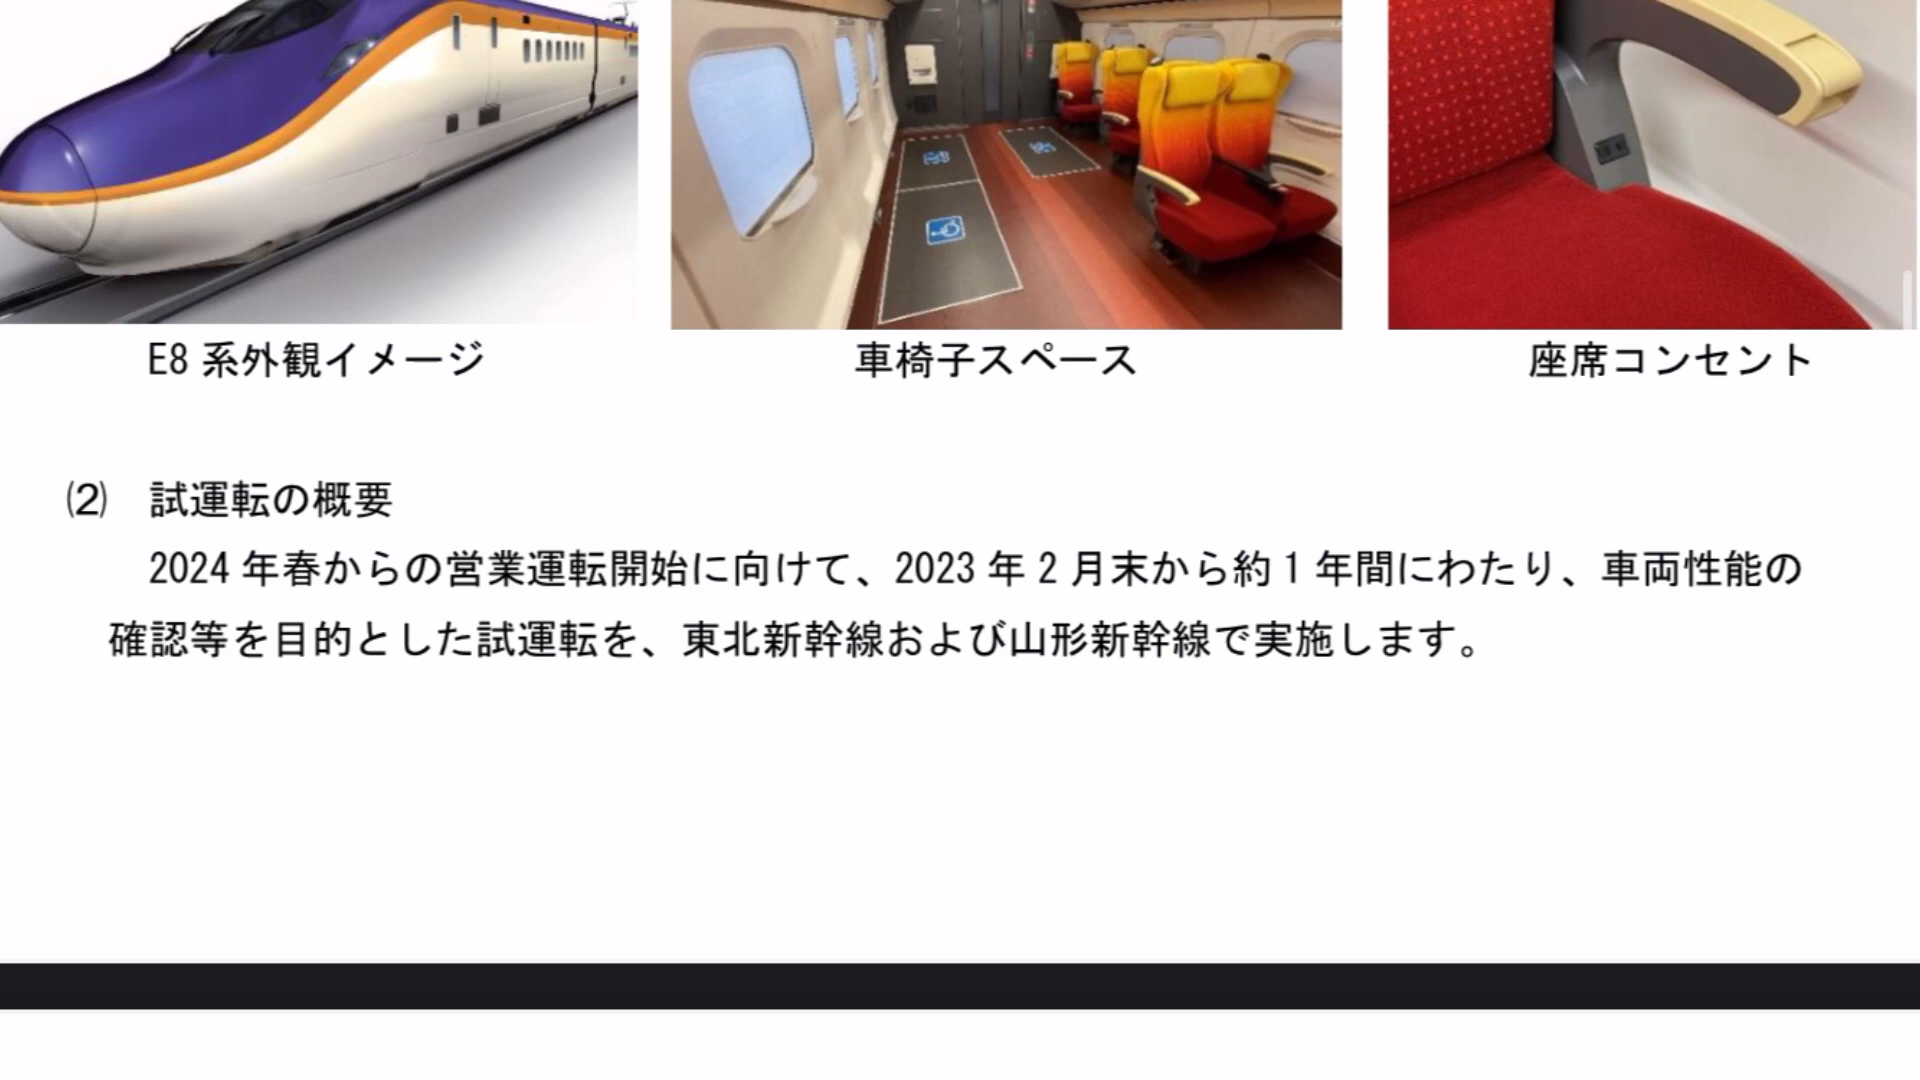 E8 系外観イメージ
車椅子スペース
座席コンセント
⑵　試運転の概要
2024 年春からの営業運転開始に向けて、2023 年 2 月末から約 1 年間にわたり、車両性能の
確認等を目的とした試運転を、東北新幹線および山形新幹線で実施します。